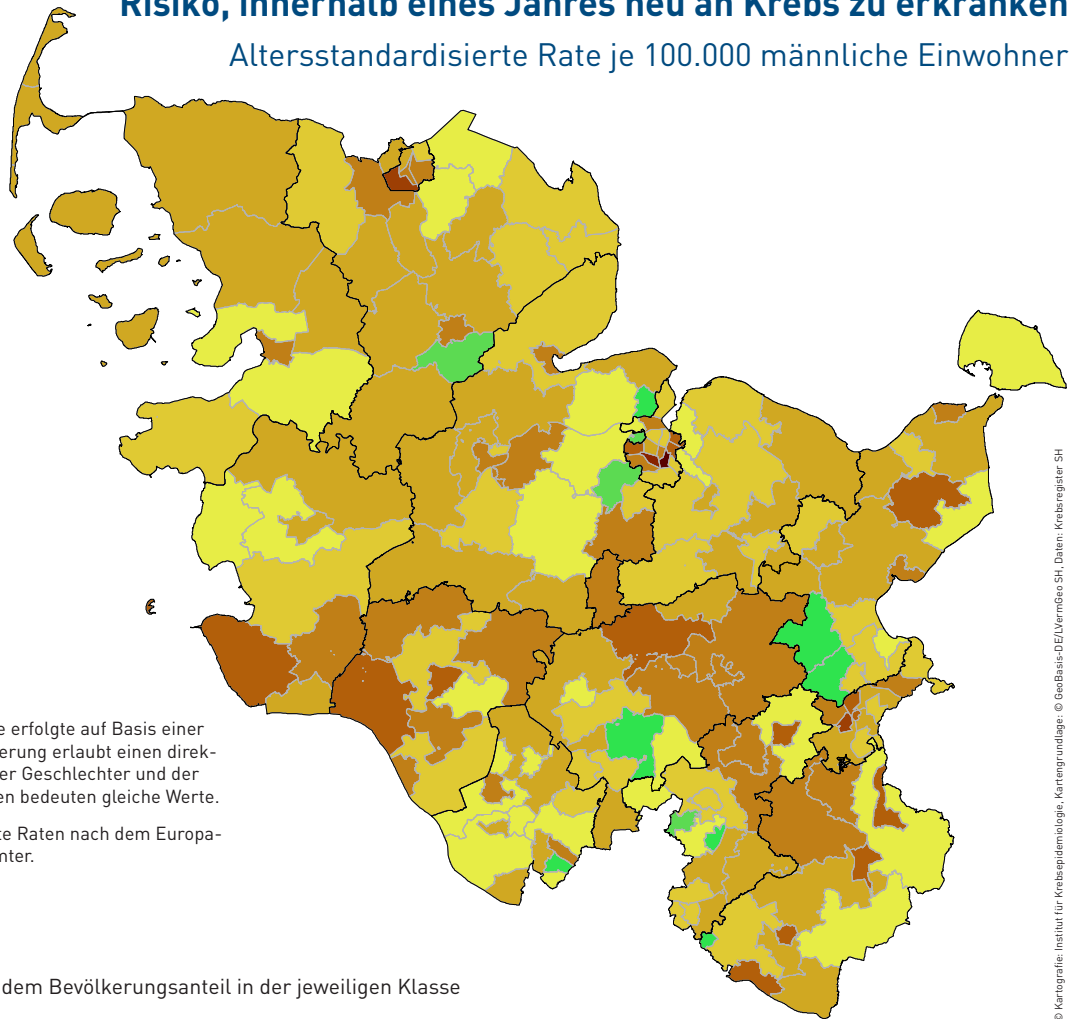 Risiko, innerhalb eines Jahres neu an Krebs zu erkranken
Altersstandardisierte Rate je 100.000 männliche Einwohner
e erfolgte auf Basis einer
erung erlaubt einen direk-
er Geschlechter und der
en bedeuten gleiche Werte.
te Raten nach dem Europa-
nter.
dem Bevölkerungsanteil in der jeweiligen Klasse
© Kartografie: Institut für Krebsepidemiologie, Kartengrundlage: © GeoBasis-DE/LVermGeo SH, Daten: Krebsregister SH